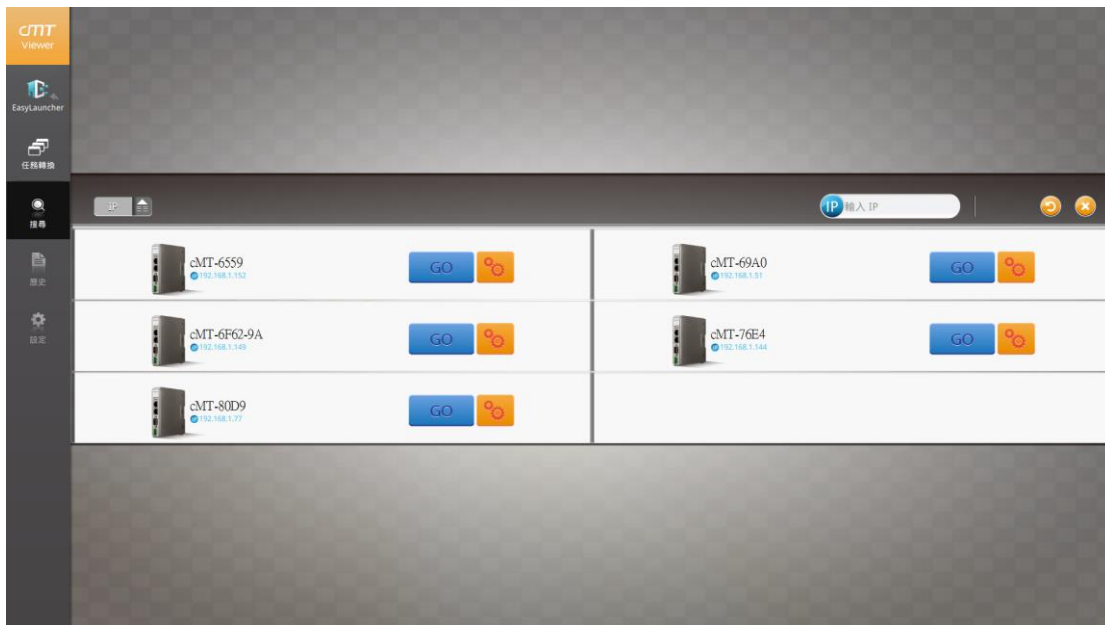 cMT
Viewer
EasyLauncher
任務轉換
搜尋
歷史
設定
IP
IP 輸入 IP
cMT-6559
192.168.1.152
GO
cMT-69A0
192.168.1.51
GO
cMT-6F62-9A
192.168.1.149
GO
cMT-76E4
192.168.1.144
GO
cMT-80D9
192.168.1.77
GO